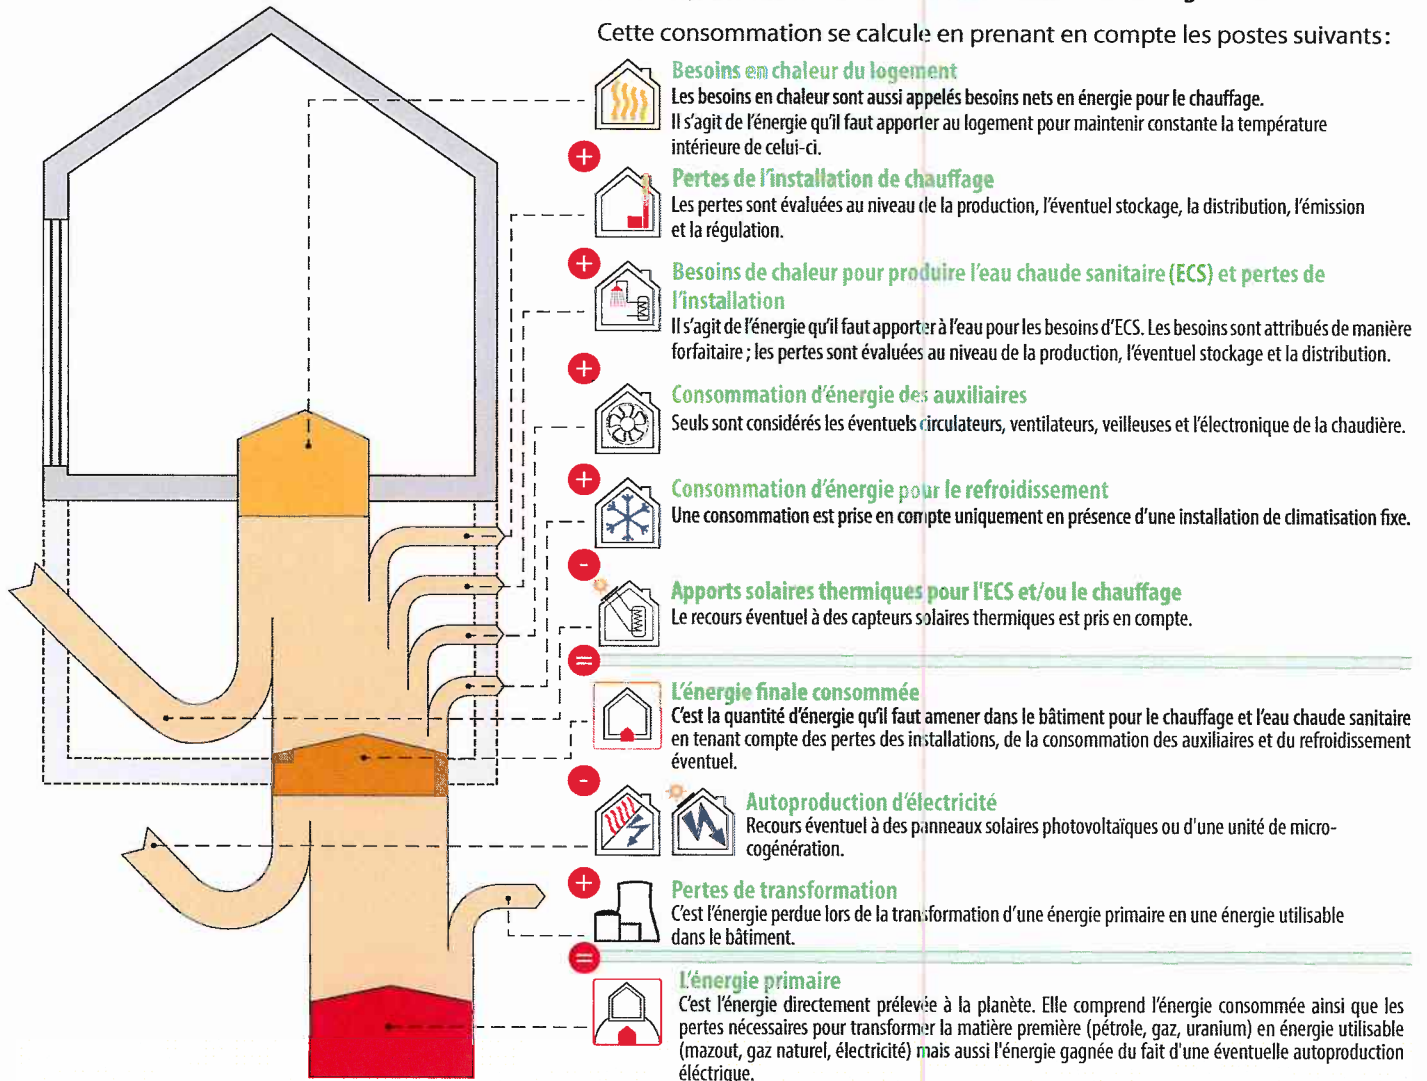 Cette consommation se calcule en prenant en compte les postes suivants:
Besoins en chaleur du logement
Les besoins en chaleur sont aussi appelés besoins nets en énergie pour le chauffage.
Il s'agit de l'énergie qu'il faut apporter au logement pour maintenir constante la température
intérieure de celui-ci.
+
Pertes de l'installation de chauffage
Les pertes sont évaluées au niveau de la production, l'éventuel stockage, la distribution, l'émission
et la régulation.
+
Besoins de chaleur pour produire l'eau chaude sanitaire (ECS) et pertes de
l'installation
Il s'agit de l'énergie qu'il faut apporter à l'eau pour les besoins d'ECS. Les besoins sont attribués de manière
forfaitaire ; les pertes sont évaluées au niveau de la production, l'éventuel stockage et la distribution.
+
Consommation d'énergie des auxiliaires
Seuls sont considérés les éventuels circulateurs, ventilateurs, veilleuses et l'électronique de la chaudière.
+
Consommation d'énergie pour le refroidissement
Une consommation est prise en compte uniquement en présence d'une installation de climatisation fixe.
-
Apports solaires thermiques pour l'ECS et/ou le chauffage
Le recours éventuel à des capteurs solaires thermiques est pris en compte.
=
L'énergie finale consommée
C'est la quantité d'énergie qu'il faut amener dans le bâtiment pour le chauffage et l'eau chaude sanitaire
en tenant compte des pertes des installations, de la consommation des auxiliaires et du refroidissement
éventuel.
-
Autoproduction d'électricité
Recours éventuel à des panneaux solaires photovoltaïques ou d'une unité de micro-
cogénération.
+
Pertes de transformation
C'est l'énergie perdue lors de la transformation d'une énergie primaire en une énergie utilisable
dans le bâtiment.
=
L'énergie primaire
C'est l'énergie directement prélevée à la planète. Elle comprend l'énergie consommée ainsi que les
pertes nécessaires pour transformer la matière première (pétrole, gaz, uranium) en énergie utilisable
(mazout, gaz naturel, électricité) mais aussi l'énergie gagnée du fait d'une éventuelle autoproduction
éléctrique.